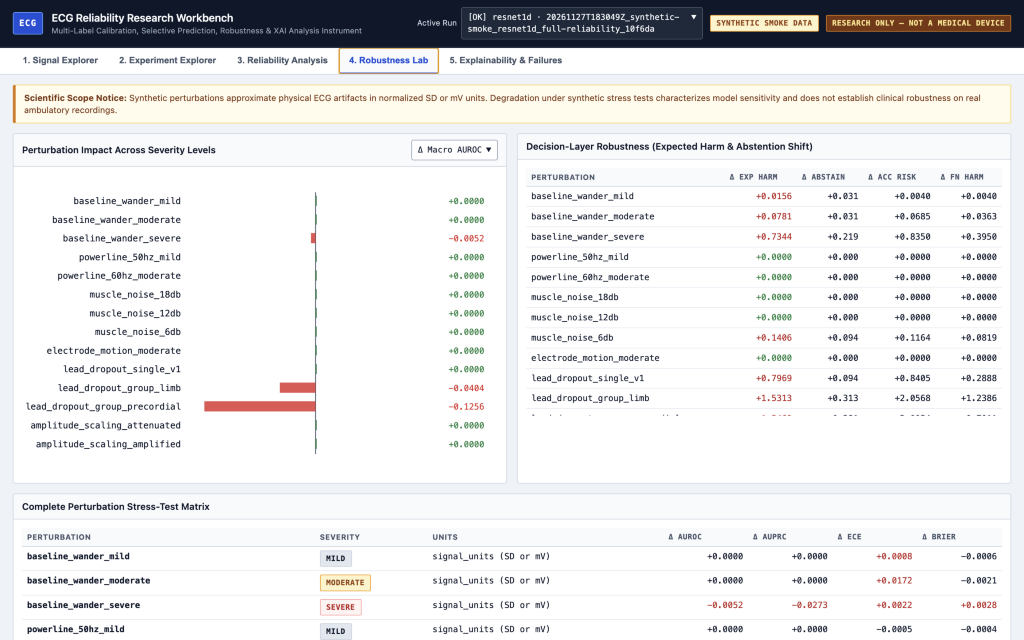 ECG
ECG Reliability Research Workbench
Multi-Label Calibration, Selective Prediction, Robustness & XAI Analysis Instrument
Active Run
[OK] resnet1d · 20261127T183049Z_synthetic-
smoke_resnet1d_full-reliability_10f6da ▼
SYNTHETIC SMOKE DATA
RESEARCH ONLY — NOT A MEDICAL DEVICE
1. Signal Explorer
2. Experiment Explorer
3. Reliability Analysis
4. Robustness Lab
5. Explainability & Failures
Scientific Scope Notice: Synthetic perturbations approximate physical ECG artifacts in normalized SD or mV units. Degradation under synthetic stress tests characterizes model sensitivity and does not establish clinical robustness on real
ambulatory recordings.
Perturbation Impact Across Severity Levels
Δ Macro AUROC ▼
baseline_wander_mild +0.0000
baseline_wander_moderate +0.0000
baseline_wander_severe −0.0052
powerline_50hz_mild +0.0000
powerline_60hz_moderate +0.0000
muscle_noise_18db +0.0000
muscle_noise_12db +0.0000
muscle_noise_6db +0.0000
electrode_motion_moderate +0.0000
lead_dropout_single_v1 +0.0000
lead_dropout_group_limb −0.0404
lead_dropout_group_precordial −0.1256
amplitude_scaling_attenuated +0.0000
amplitude_scaling_amplified +0.0000
Decision-Layer Robustness (Expected Harm & Abstention Shift)
PERTURBATION Δ EXP HARM Δ ABSTAIN Δ ACC RISK Δ FN HARM
baseline_wander_mild +0.0156 +0.031 +0.0040 +0.0040
baseline_wander_moderate +0.0781 +0.031 +0.0685 +0.0363
baseline_wander_severe +0.7344 +0.219 +0.8350 +0.3950
powerline_50hz_mild +0.0000 +0.000 +0.0000 +0.0000
powerline_60hz_moderate +0.0000 +0.000 +0.0000 +0.0000
muscle_noise_18db +0.0000 +0.000 +0.0000 +0.0000
muscle_noise_12db +0.0000 +0.000 +0.0000 +0.0000
muscle_noise_6db +0.1406 +0.094 +0.1164 +0.0819
electrode_motion_moderate +0.0000 +0.000 +0.0000 +0.0000
lead_dropout_single_v1 +0.7969 +0.094 +0.8405 +0.2888
lead_dropout_group_limb +1.5313 +0.313 +2.0568 +1.2386
Complete Perturbation Stress-Test Matrix
PERTURBATION SEVERITY UNITS Δ AUROC Δ AUPRC Δ ECE Δ BRIER
baseline_wander_mild MILD signal_units (SD or mV) +0.0000 +0.0000 +0.0008 −0.0006
baseline_wander_moderate MODERATE signal_units (SD or mV) +0.0000 +0.0000 +0.0172 −0.0021
baseline_wander_severe SEVERE signal_units (SD or mV) −0.0052 −0.0273 +0.0022 +0.0028
powerline_50hz_mild MILD signal_units (SD or mV) +0.0000 +0.0000 −0.0005 −0.0004